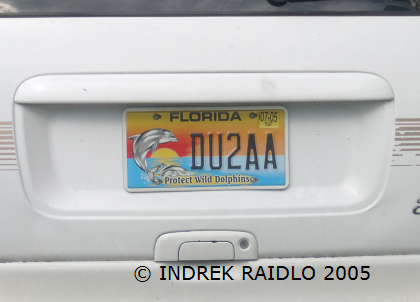 FLORIDA
07-05
DU2AA
Protect Wild Dolphins
© INDREK RAIDLO 2005